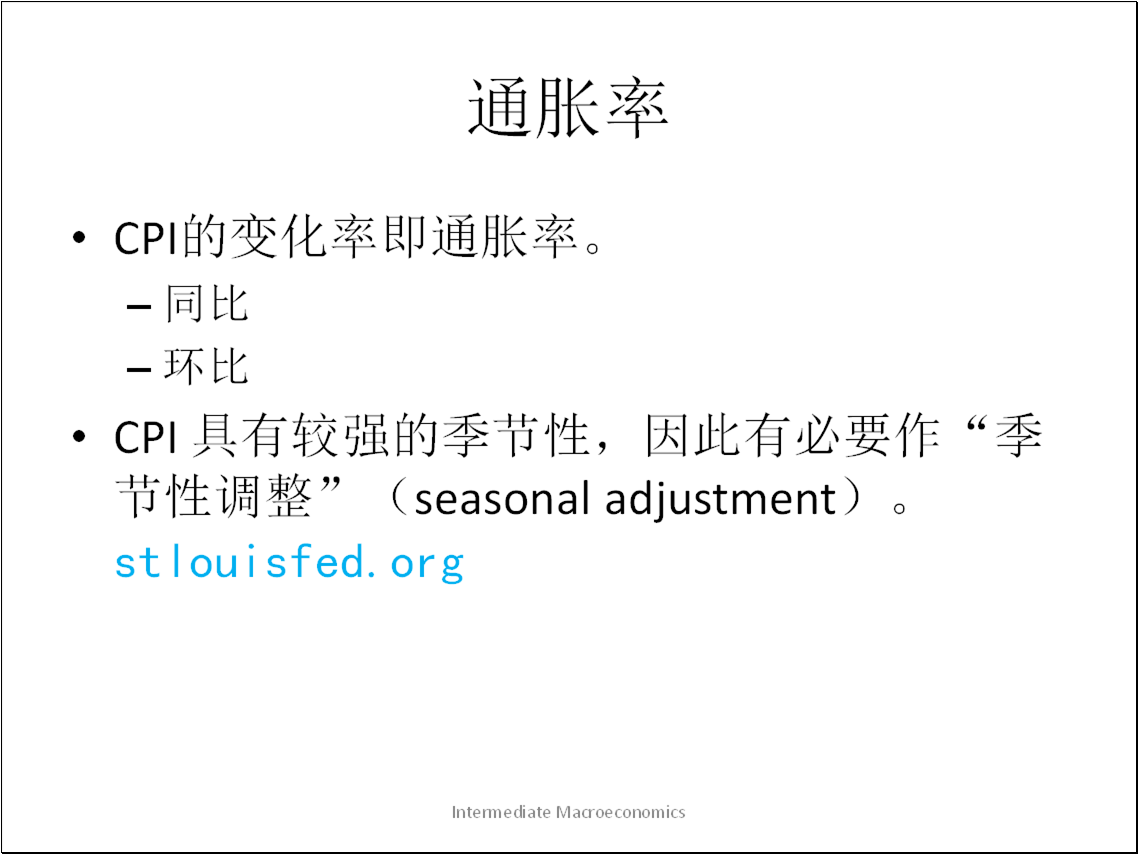 通胀率
• CPI的变化率即通胀率。
– 同比
– 环比
• CPI 具有较强的季节性，因此有必要作“季
节性调整”（seasonal adjustment）。
stlouisfed.org
Intermediate Macroeconomics